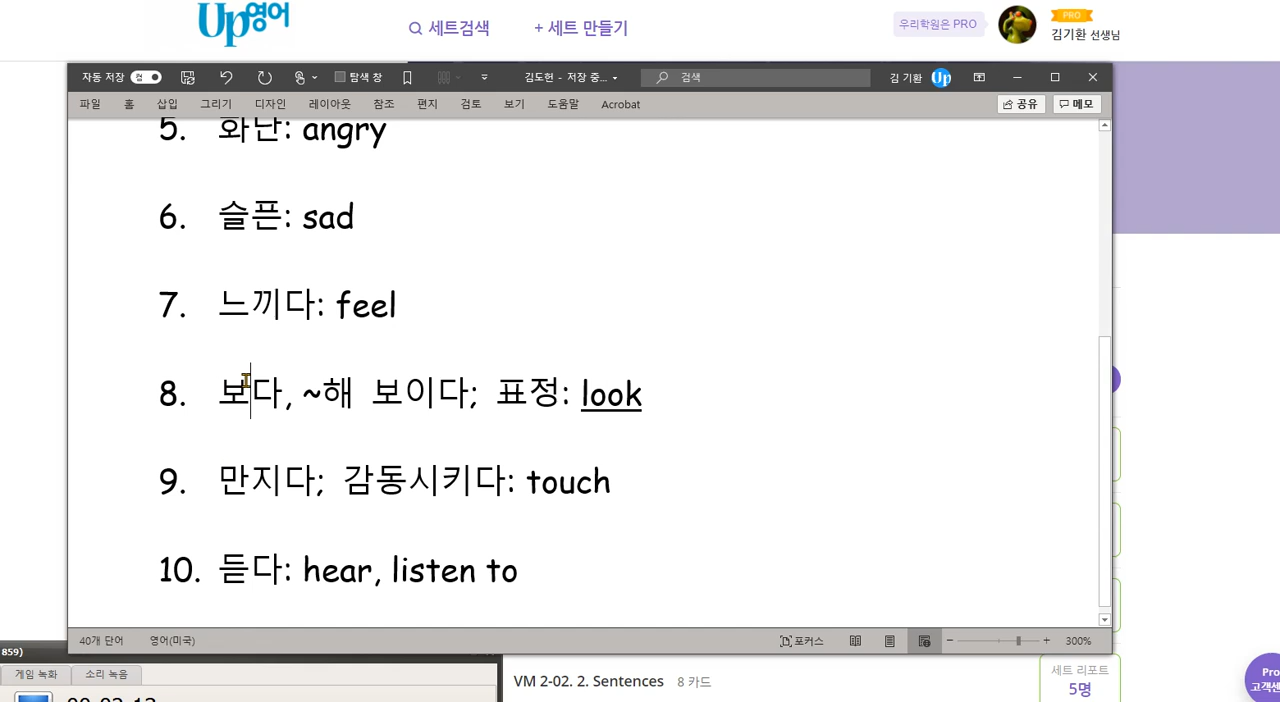 Up영어
세트검색
+ 세트 만들기
우리학원은 PRO
PRO
김기환 선생님
자동 저장
컴
탐색 창
김도현 - 저장 중...
검색
김 기환
Up
파일
홈
삽입
그리기
디자인
레이아웃
참조
편지
검토
보기
도움말
Acrobat
공유
메모
5. 화난: angry
6. 슬픈: sad
7. 느끼다: feel
8. 보다, ~해 보이다; 표정: look
9. 만지다; 감동시키다: touch
10. 듣다: hear, listen to
40개 단어
영어(미국)
포커스
300%
859)
게임 녹화
소리 녹음
VM 2-02. 2. Sentences
8 카드
세트 리포트
5명
Pro
고객센